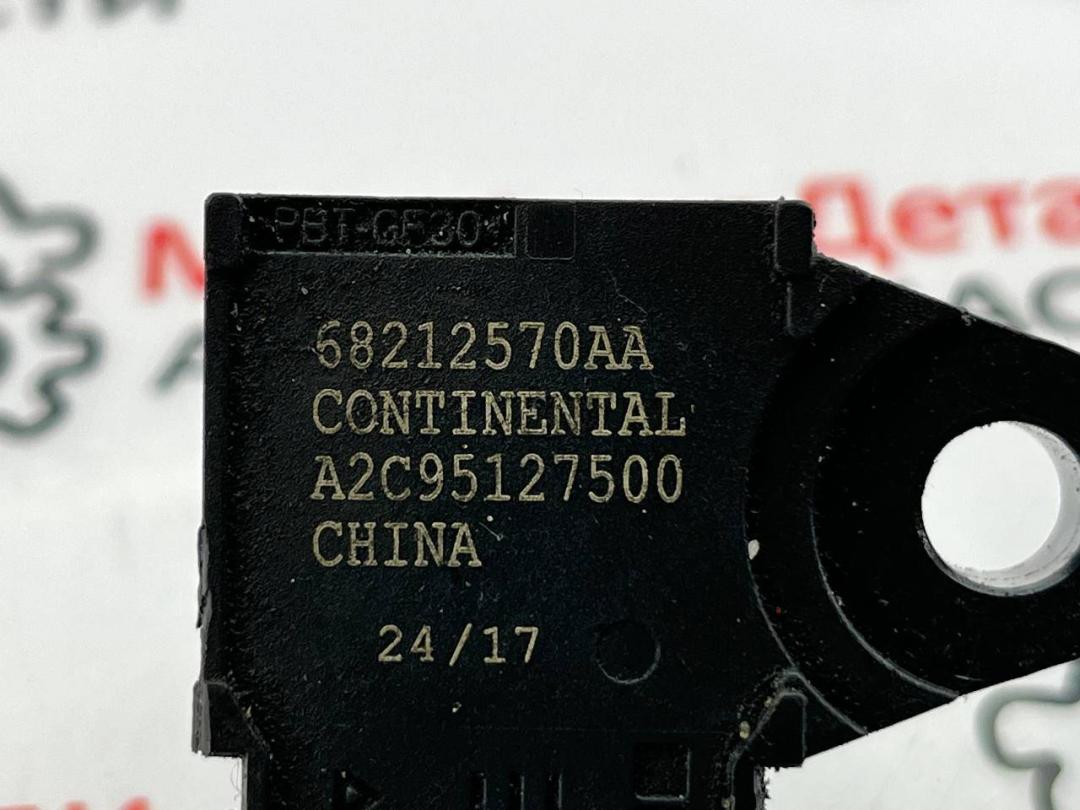 PBT-GF30
68212570AA
CONTINENTAL
A2C95127500
CHINA
24/17
Дета